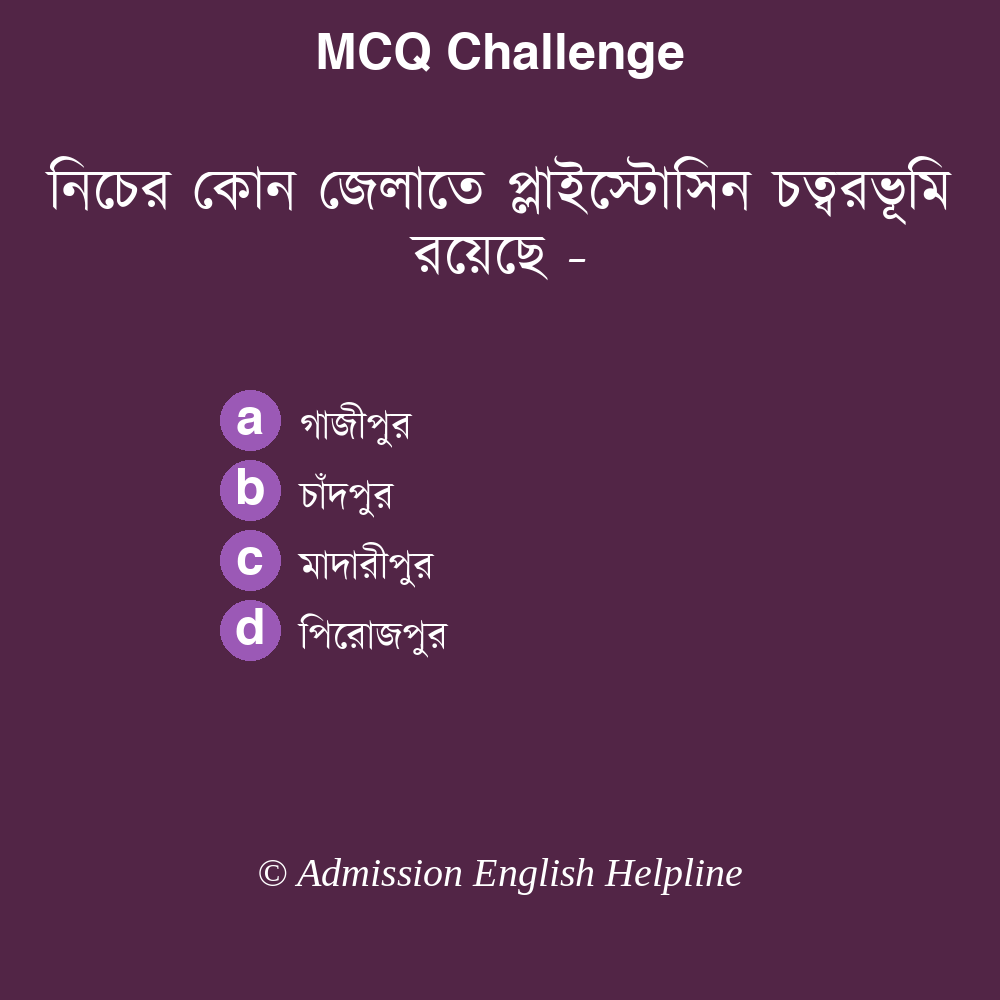 MCQ Challenge
নিচের কোন জেলাতে প্লাইস্টোসিন চত্বরভূমি
রয়েছে -
a গাজীপুর
b চাঁদপুর
c মাদারীপুর
d পিরোজপুর
© Admission English Helpline